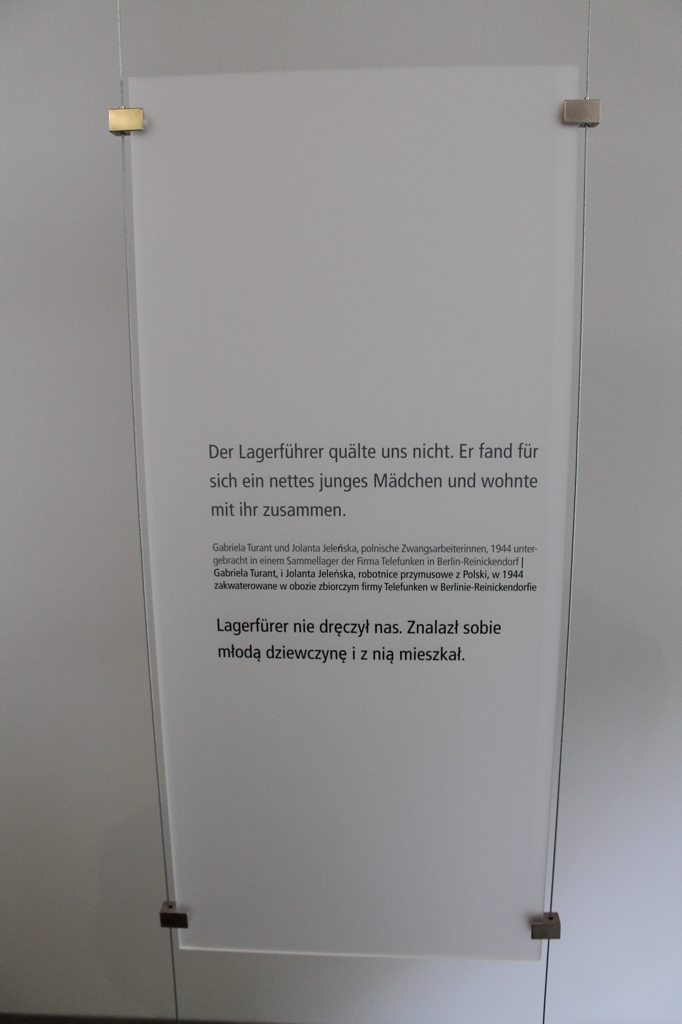 Der Lagerführer quälte uns nicht. Er fand für
sich ein nettes junges Mädchen und wohnte
mit ihr zusammen.
Gabriela Turant und Jolanta Jeleńska, polnische Zwangsarbeiterinnen, 1944 unter-
gebracht in einem Sammellager der Firma Telefunken in Berlin-Reinickendorf |
Gabriela Turant, i Jolanta Jeleńska, robotnice przymusowe z Polski, w 1944
zakwaterowane w obozie zbiorczym firmy Telefunken w Berlinie-Reinickendorfie
Lagerfürer nie dręczył nas. Znalazł sobie
młodą dziewczynę i z nią mieszkał.